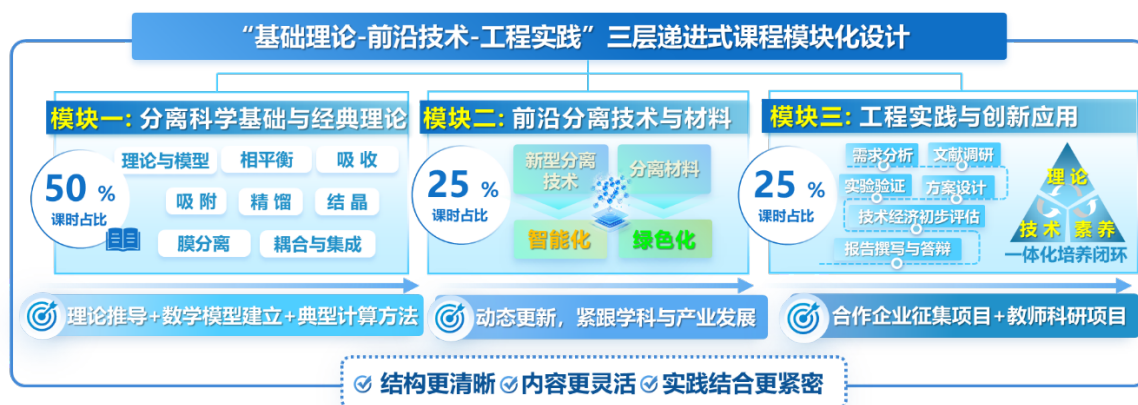 “基础理论-前沿技术-工程实践”三层递进式课程模块化设计
模块一:分离科学基础与经典理论
50 %
课时占比
理论与模型 相平衡 吸收
吸附 精馏 结晶
膜分离 耦合与集成
理论推导+数学模型建立+典型计算方法
模块二:前沿分离技术与材料
25 %
课时占比
新型分离
技术
分离材料
智能化 绿色化
动态更新，紧跟学科与产业发展
模块三:工程实践与创新应用
25 %
课时占比
需求分析 文献调研
实验验证 方案设计
技术经济初步评估
报告撰写与答辩
理论
技术 素养
一体化培养闭环
合作企业征集项目+教师科研项目
结构更清晰 内容更灵活 实践结合更紧密